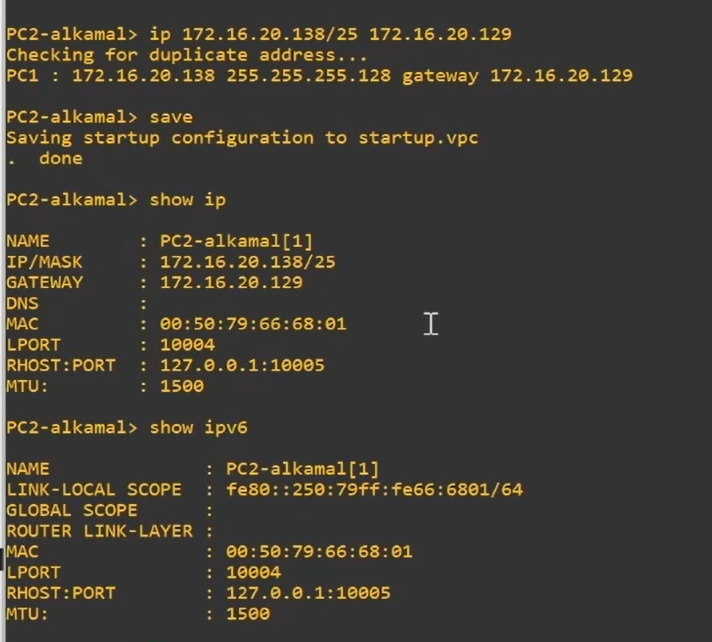 PC2-alkamal> ip 172.16.20.138/25 172.16.20.129
Checking for duplicate address...
PC1 : 172.16.20.138 255.255.255.128 gateway 172.16.20.129
PC2-alkamal> save
Saving startup configuration to startup.vpc
.  done
PC2-alkamal> show ip
NAME        : PC2-alkamal[1]
IP/MASK     : 172.16.20.138/25
GATEWAY     : 172.16.20.129
DNS         :
MAC         : 00:50:79:66:68:01
LPORT       : 10004
RHOST:PORT  : 127.0.0.1:10005
MTU:        : 1500
PC2-alkamal> show ipv6
NAME              : PC2-alkamal[1]
LINK-LOCAL SCOPE  : fe80::250:79ff:fe66:6801/64
GLOBAL SCOPE      :
ROUTER LINK-LAYER :
MAC               : 00:50:79:66:68:01
LPORT             : 10004
RHOST:PORT        : 127.0.0.1:10005
MTU:              : 1500